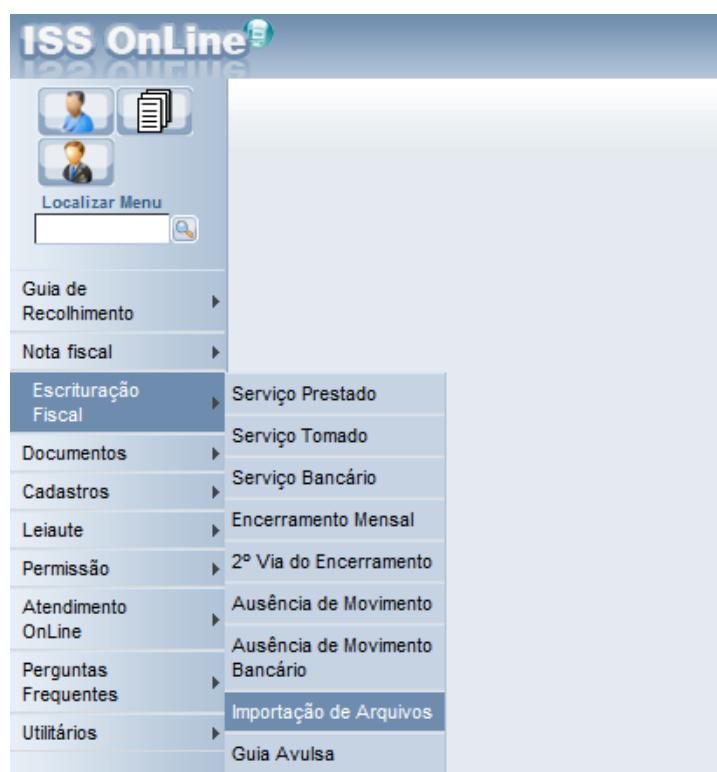 ISS OnLine
Localizar Menu
Guia de
Recolhimento
Nota fiscal
Escrituração
Fiscal
Documentos
Cadastros
Leiaute
Permissão
Atendimento
OnLine
Perguntas
Frequentes
Utilitários
Serviço Prestado
Serviço Tomado
Serviço Bancário
Encerramento Mensal
2º Via do Encerramento
Ausência de Movimento
Ausência de Movimento
Bancário
Importação de Arquivos
Guia Avulsa